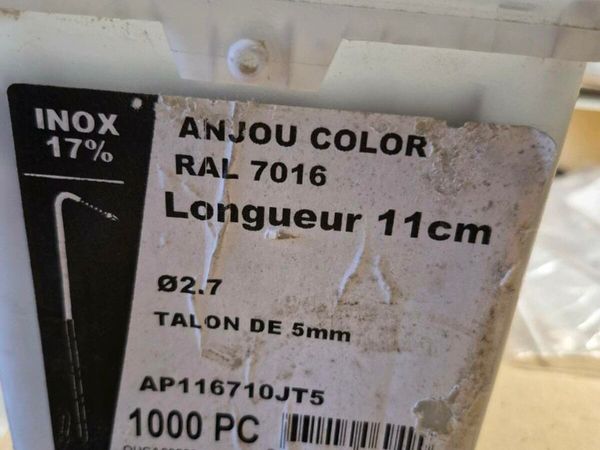 INOX
17%
ANJOU COLOR
RAL 7016
Longueur 11cm
Ø2.7
TALON DE 5mm
AP116710JT5
1000 PC